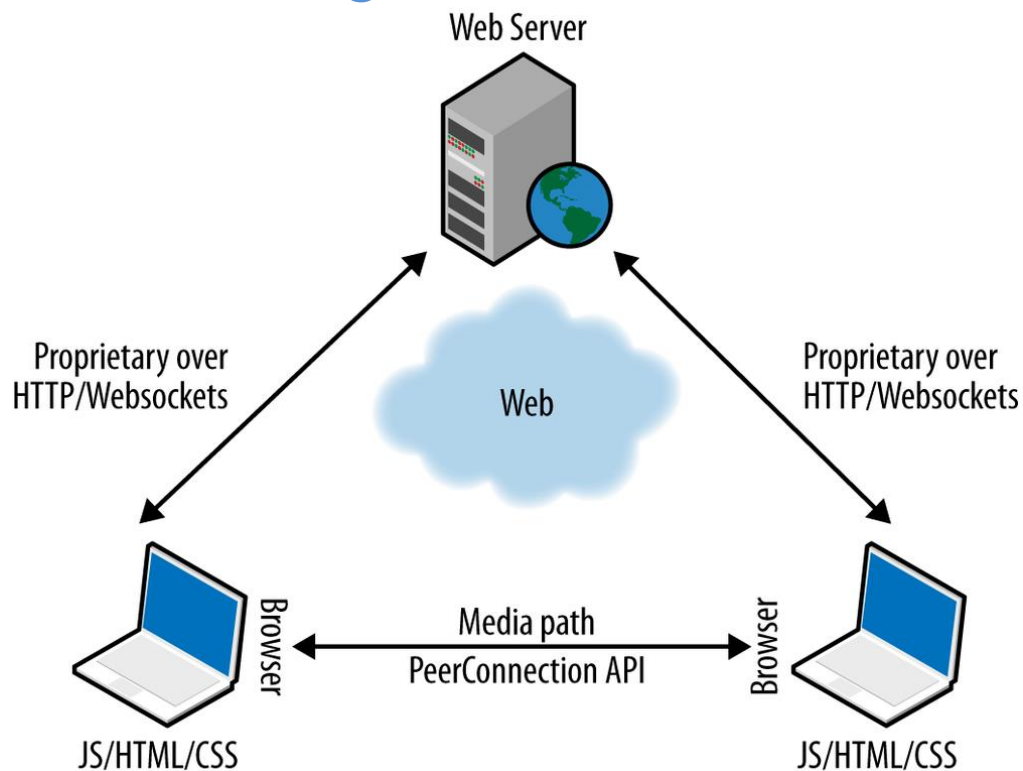 Web Server
Proprietary over
HTTP/Websockets
Proprietary over
HTTP/Websockets
Web
Browser
Media path
PeerConnection API
Browser
JS/HTML/CSS
JS/HTML/CSS